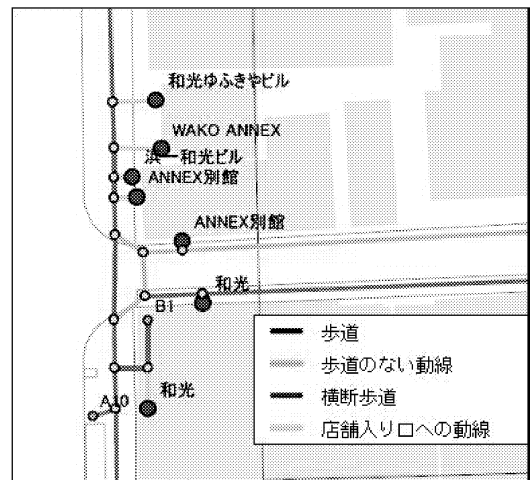 和光ゆふきやビル
WAKO ANNEX
浜一和光ビル
ANNEX別館
ANNEX別館
和光
B1
和光
A10
歩道
歩道のない動線
横断歩道
店舗入り口への動線